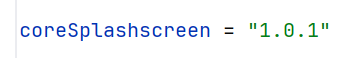 coreSplashscreen = "1.0.1"